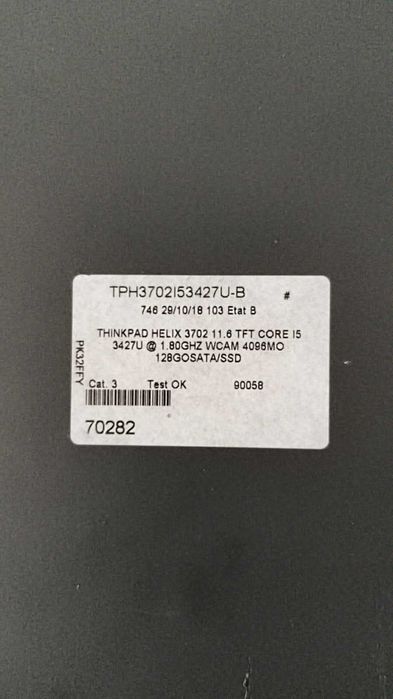 TPH3702I53427U-B #
746 29/10/18 103 Etat B
THINKPAD HELIX 3702 11.6 TFT CORE I5
3427U @ 1.80GHZ WCAM 4096MO
128GOSATA/SSD
PK32FFY
Cat. 3 Test OK 90058
70282